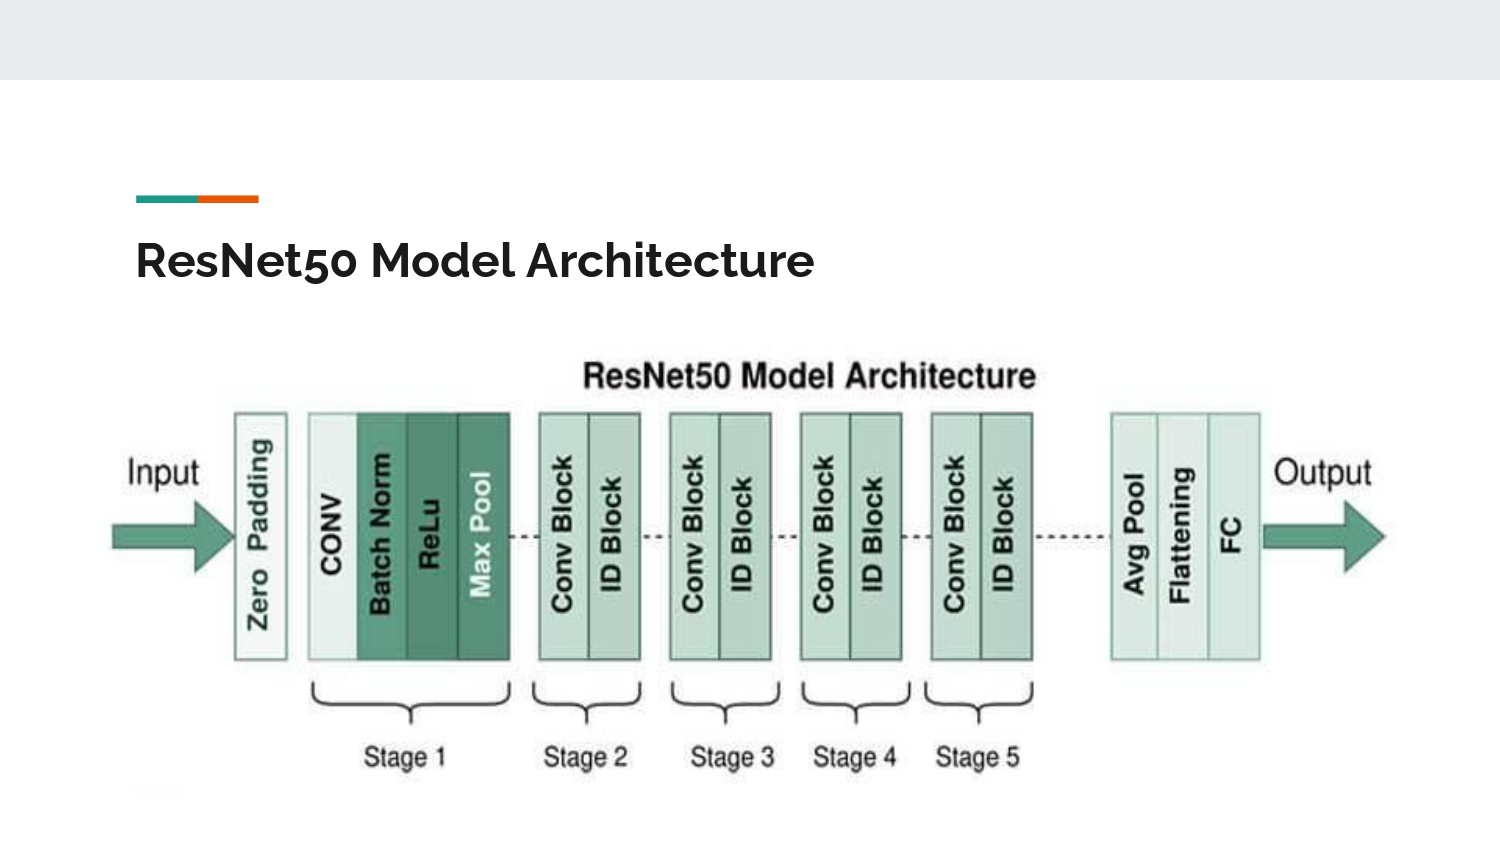 ResNet50 Model Architecture
ResNet50 Model Architecture
Input
Zero Padding
CONV
Batch Norm
ReLu
Max Pool
Conv Block
ID Block
Conv Block
ID Block
Conv Block
ID Block
Conv Block
ID Block
Avg Pool
Flattening
FC
Output
Stage 1
Stage 2
Stage 3
Stage 4
Stage 5